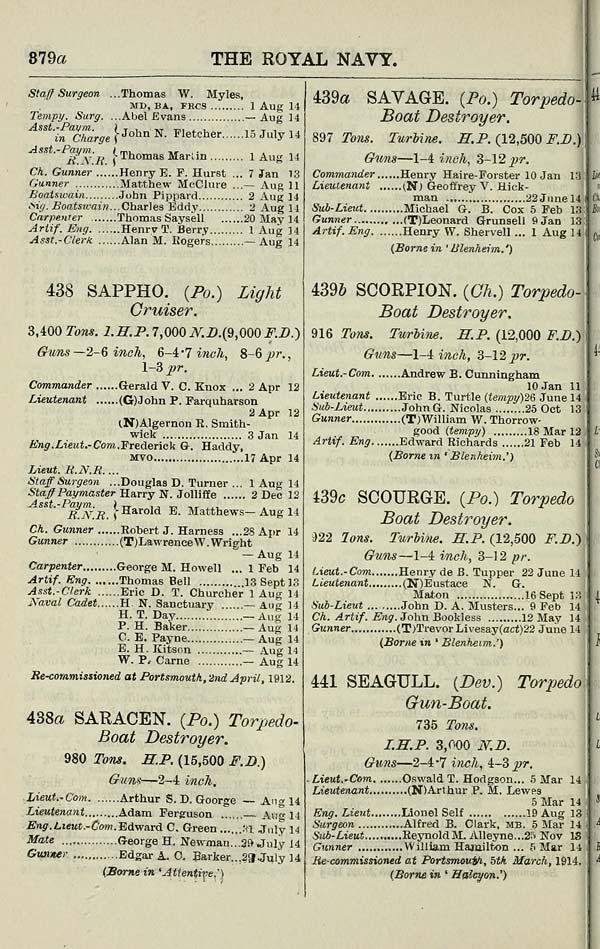 379a THE ROYAL NAVY.
Staff Surgeon ...Thomas W. Myles,
MD, BA, FRCS ......... 1 Aug 14
Tempy. Surg. ...Abel Evans ...............— Aug 14
Asst.-Paym.
in Charge } John N. Fletcher......15 July 14
Asst.-Paym.
R.N.R. } Thomas Martin ......... 1 Aug 14
Ch. Gunner ......Henry E. F. Hurst ... 7 Jan 13
Gunner ............Matthew McClure ...— Aug 11
Boatswain.........John Pippard............ 2 Aug 14
Sig. Boatswain...Charles Eddy............ 2 Aug 14
Carpenter ......Thomas Saysell ........20 May 14
Artif. Eng. ......Henry T. Berry......... 1 Aug 14
Asst.-Clerk ......Alan M. Rogers.........— Aug 14
438 SAPPHO. (Po.) Light
Cruiser.
3,400 Tons. I.H.P. 7,000 N.D.(9,000 F.D.)
Guns—2-6 inch, 6-4·7 inch, 8-6 pr.,
1-3 pr.
Commander ......Gerald V. C. Knox ... 2 Apr 12
Lieutenant ......(G)John P. Farquharson
2 Apr 12
(N)Algernon R. Smith-
wick .................... 3 Jan 14
Eng.Lieut.-Com.Frederick G. Haddy,
MVO.....................17 Apr 14
Lieut. R.N.R. ...
Staff Surgeon ...Douglas D. Turner ... 1 Aug 14
Staff Paymaster Harry N. Jolliffe ...... 2 Dec 12
Asst.-Paym.
R.N.R. } Harold E. Matthews— Aug 14
Ch. Gunner ......Robert J. Harness ...28 Apr 14
Gunner ............(T)Lawrence W. Wright
— Aug 14
Carpenter.........George M. Howell ... 1 Feb 14
Artif. Eng. ......Thomas Bell ............13 Sept 13
Asst.-Clerk ......Eric D. T. Churcher 1 Aug 14
Naval Cadet......H. N. Sanctuary ......— Aug 14
H. T. Day..................— Aug 14
P. H. Baker...............— Aug 14
C. E. Payne...............— Aug 14
E. H. Kitson ............— Aug 14
W. P. Carne ............— Aug 14
Re-commissioned at Portsmouth, 2nd April, 1912.
438a SARACEN. (Po.) Torpedo-
Boat Destroyer.
980 Tons. H.P. (15,500 F.D.)
Guns—2-4 inch.
Lieut.-Com. ......Arthur S. D. George — Aug 14
Lieutenant.........Adam Ferguson ......— Aug 14
Eng.Lieut.-Com.Edward C. Green ......31 July 14
Mate ...............George H. Newman...29 July 14
Gunner ............Edgar A. C. Barker...29 July 14
(Borne in 'Attentive.')
439a SAVAGE. (Po.) Torpedo-
Boat Destroyer.
897 Tons. Turbine. H.P. (12,500 F.D.)
Guns—1-4 inch, 3-12 pr.
Commander......Henry Haire-Forster 10 Jan 13
Lieutenant ......(N) Geoffrey V. Hick-
man .....................22 June 14
Sub-Lieut..........Michael G. B. Cox 5 Feb 13
Gunner ............(T)Leonard Grunsell 9 Jan 13
Artif. Eng. ......Henry W. Shervell ... 1 Aug 14
(Borne in 'Blenheim.')
439b SCORPION. (Ch.) Torpedo-
Boat Destroyer.
916 Tons. Turbine. H.P. (12,000 F.D.)
Guns—1-4 inch, 3-12 pr.
Lieut.-Com. ......Andrew B. Cunningham
10 Jan 11
Lieutenant ......Eric B. Turtle (tempy)26 June 14
Sub-Lieut..........John G. Nicolas ........25 Oct 13
Gunner............(T)William W. Thorrow-
good (tempy) .........18 Mar 12
Artif. Eng.......Edward Richards ......21 Feb 14
(Borne in 'Blenheim.')
439c SCOURGE. (Po.) Torpedo
Boat Destroyer.
922 Tons. Turbine. H.P. (12,500 F.D.)
Guns—1-4 inch, 3-12 pr.
Lieut.-Com.......Henry de B. Tupper 22 June 14
Lieutenant.........(N)Eustace N. G.
Maton ..................16 Sept 13
Sub-Lieut .........John D. A. Musters... 9 Feb 14
Ch. Artif. Eng. John Bookless .........12 May 14
Gunner............(T)Trevor Livesay(act)22 June 14
(Borne in 'Blenheim.')
441 SEAGULL. (Dev.) Torpedo
Gun-Boat.
735 Tons.
I.H.P. 3,000 N.D.
Guns—2-4·7 inch, 4-3 pr.
Lieut.-Com. ......Oswald T. Hodgson... 5 Mar 14
Lieutenant.........(N)Arthur P. M. Lewes
5 Mar 14
Eng. Lieut.........Lionel Self ...............19 Aug 13
Surgeon ............Alfred B. Clark, MB. 5 Mar 14
Sub-Lieut..........Reynold M. Alleyne...25 Nov 13
Gunner ............William Hamilton ... 5 Mar 14
Re-commissioned at Portsmouth, 5th March, 1914.
(Borne in 'Halcyon.')